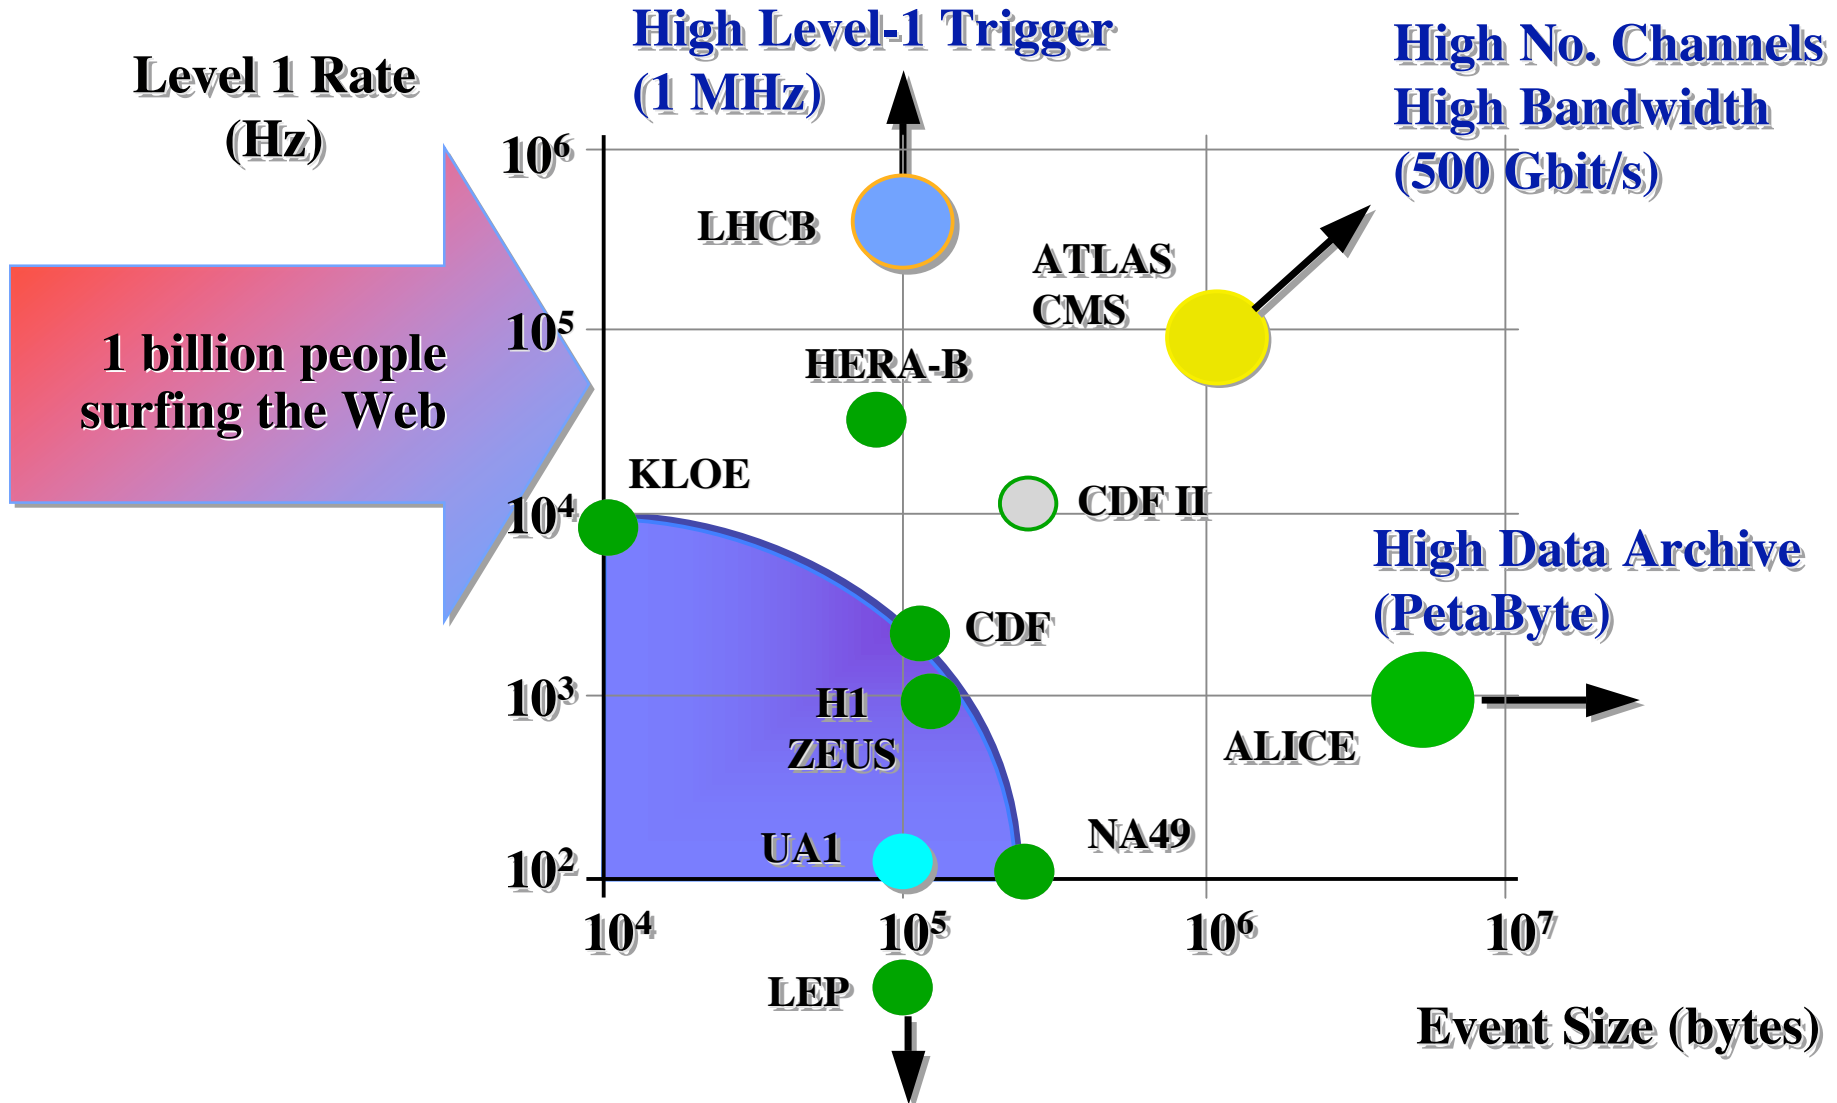 High Level-1 Trigger
(1 MHz)
High No. Channels
High Bandwidth
(500 Gbit/s)
Level 1 Rate
(Hz)
10⁶
LHCB
ATLAS
CMS
10⁵
1 billion people
surfing the Web
HERA-B
KLOE
10⁴
CDF II
High Data Archive
(PetaByte)
CDF
10³
H1
ZEUS
ALICE
UA1
NA49
10²
10⁴
10⁵
10⁶
10⁷
LEP
Event Size (bytes)